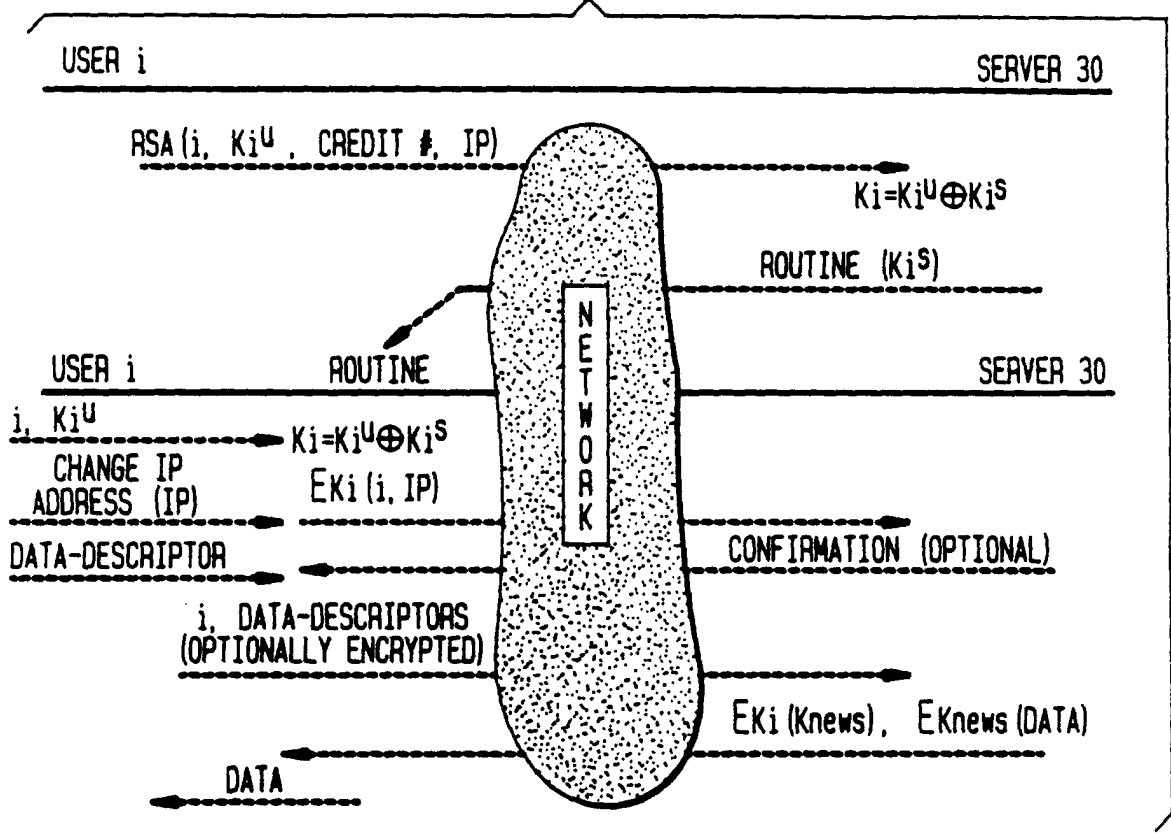 USER i
SERVER 30
RSA(i, Ki^U, CREDIT #, IP)
Ki=Ki^U⊕Ki^S
ROUTINE (Ki^S)
NETWORK
USER i
ROUTINE
SERVER 30
i, Ki^U
Ki=Ki^U⊕Ki^S
CHANGE IP
ADDRESS (IP)
EKi(i, IP)
DATA-DESCRIPTOR
CONFIRMATION (OPTIONAL)
i, DATA-DESCRIPTORS
(OPTIONALLY ENCRYPTED)
EKi(Knews), EKnews(DATA)
DATA